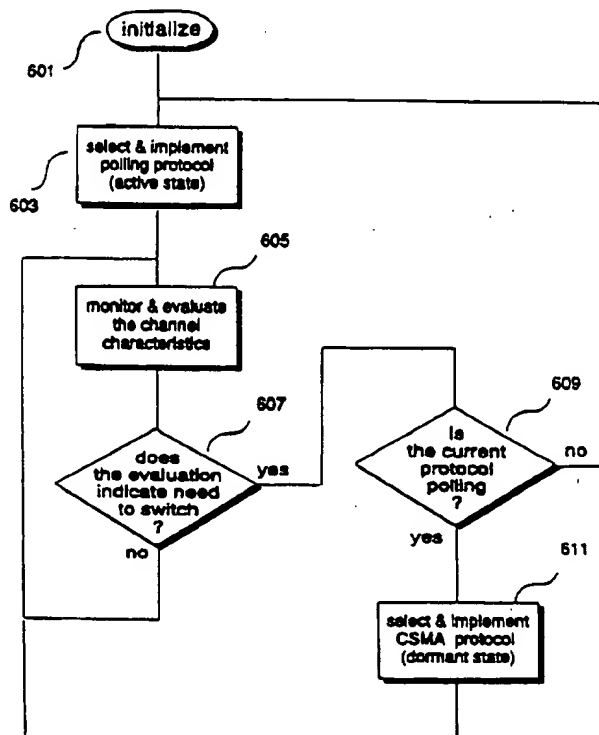 initialize
601
select & implement
polling protocol
(active state)
603
605
monitor & evaluate
the channel
characteristics
607
609
does
the evaluation
indicate need
to switch
?
yes
no
Is
the current
protocol
polling
?
no
yes
611
select & implement
CSMA protocol
(dormant state)